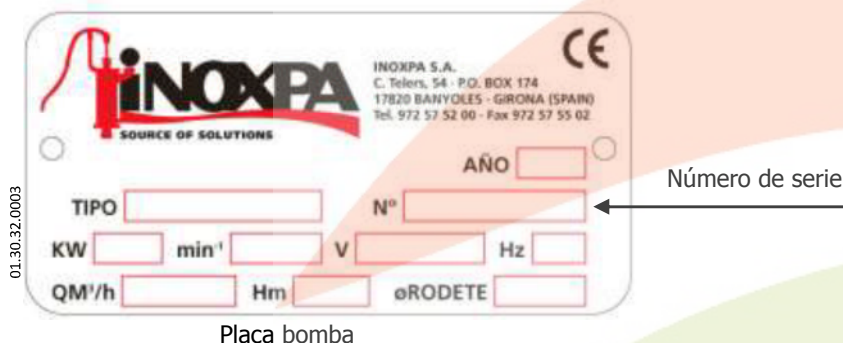 iNOXPA
SOURCE OF SOLUTIONS
CE
INOXPA S.A.
C. Telers, 54 - P.O. BOX 174
17820 BANYOLES - GIRONA (SPAIN)
Tel. 972 57 52 00 - Fax 972 57 55 02
AÑO
TIPO Nº
KW min⁻¹ V Hz
QM³/h Hm øRODETE
Número de serie
01.30.32.0003
Placa bomba